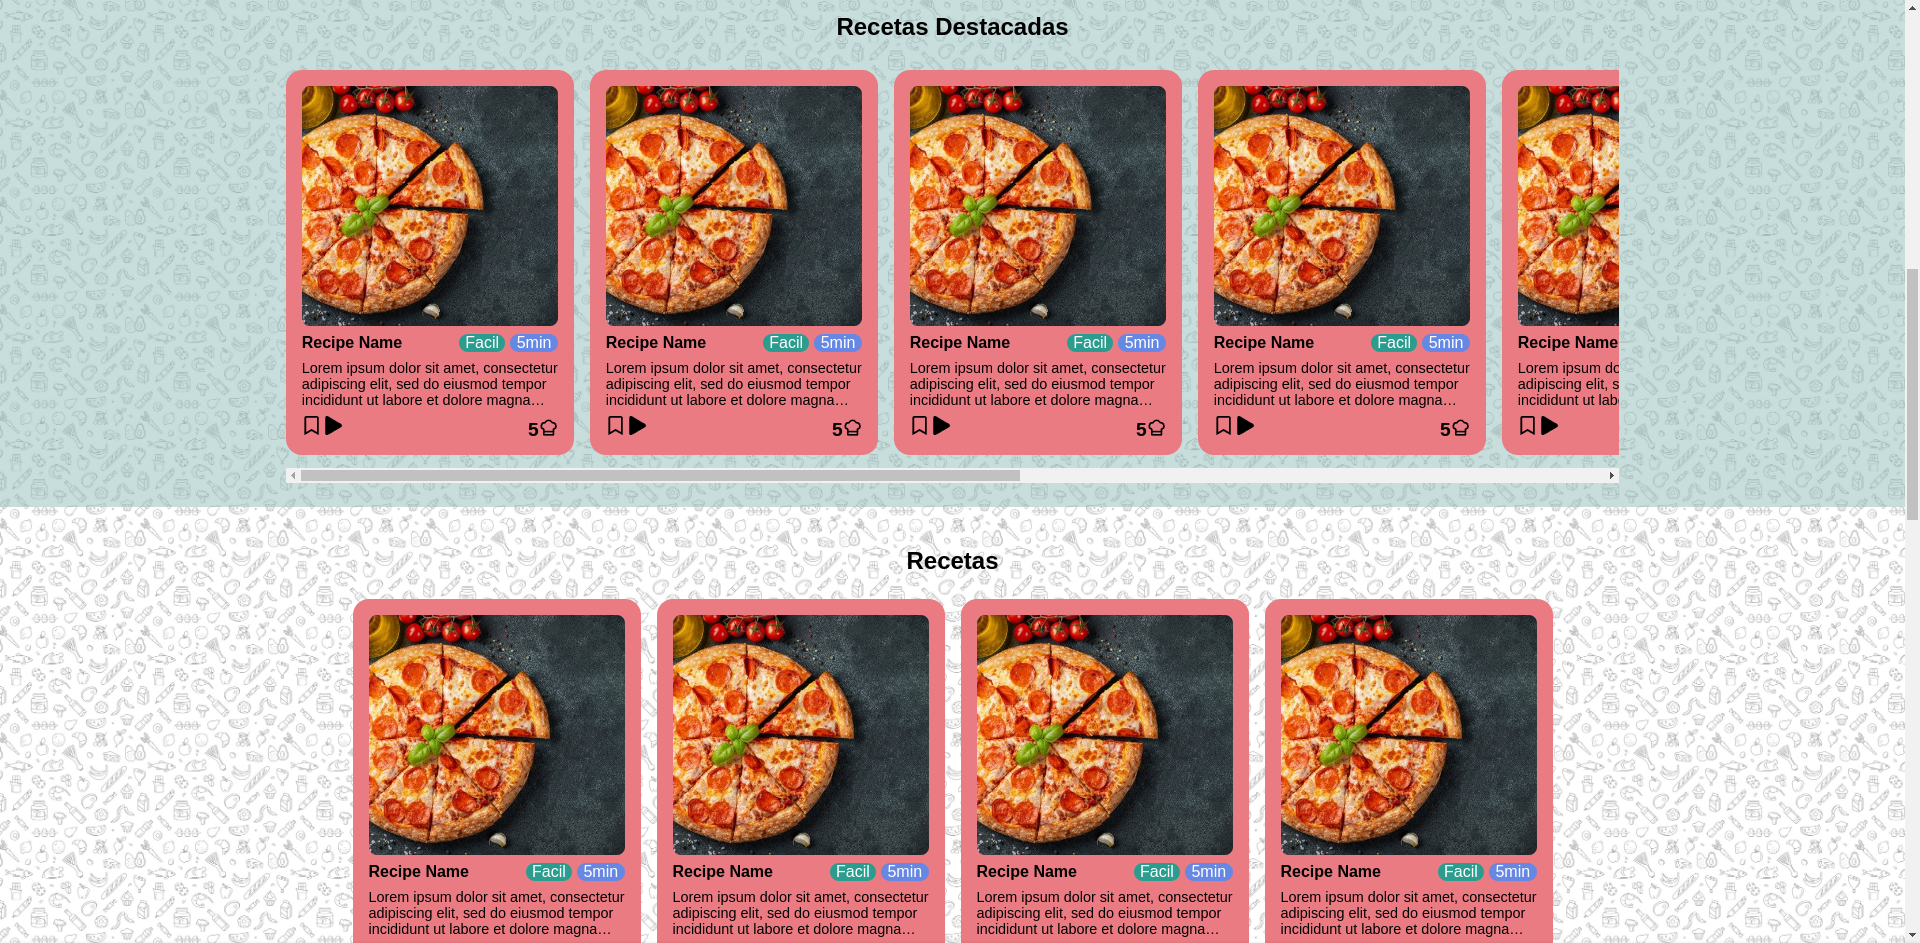 Recetas Destacadas
Recipe Name Facil 5min
Lorem ipsum dolor sit amet, consectetur
adipiscing elit, sed do eiusmod tempor
incididunt ut labore et dolore magna…
5
Recipe Name Facil 5min
Lorem ipsum dolor sit amet, consectetur
adipiscing elit, sed do eiusmod tempor
incididunt ut labore et dolore magna…
5
Recipe Name Facil 5min
Lorem ipsum dolor sit amet, consectetur
adipiscing elit, sed do eiusmod tempor
incididunt ut labore et dolore magna…
5
Recipe Name Facil 5min
Lorem ipsum dolor sit amet, consectetur
adipiscing elit, sed do eiusmod tempor
incididunt ut labore et dolore magna…
5
Recipe Name
Lorem ipsum do
adipiscing elit, s
incididunt ut lab
Recetas
Recipe Name Facil 5min
Lorem ipsum dolor sit amet, consectetur
adipiscing elit, sed do eiusmod tempor
incididunt ut labore et dolore magna…
Recipe Name Facil 5min
Lorem ipsum dolor sit amet, consectetur
adipiscing elit, sed do eiusmod tempor
incididunt ut labore et dolore magna…
Recipe Name Facil 5min
Lorem ipsum dolor sit amet, consectetur
adipiscing elit, sed do eiusmod tempor
incididunt ut labore et dolore magna…
Recipe Name Facil 5min
Lorem ipsum dolor sit amet, consectetur
adipiscing elit, sed do eiusmod tempor
incididunt ut labore et dolore magna…